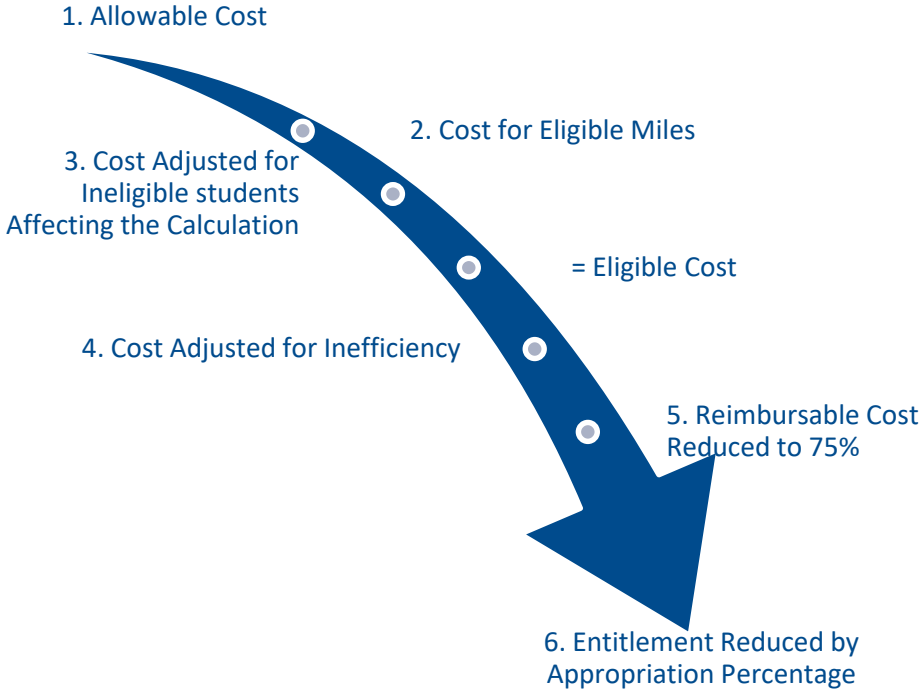 1. Allowable Cost
2. Cost for Eligible Miles
3. Cost Adjusted for
Ineligible students
Affecting the Calculation
= Eligible Cost
4. Cost Adjusted for Inefficiency
5. Reimbursable Cost
Reduced to 75%
6. Entitlement Reduced by
Appropriation Percentage